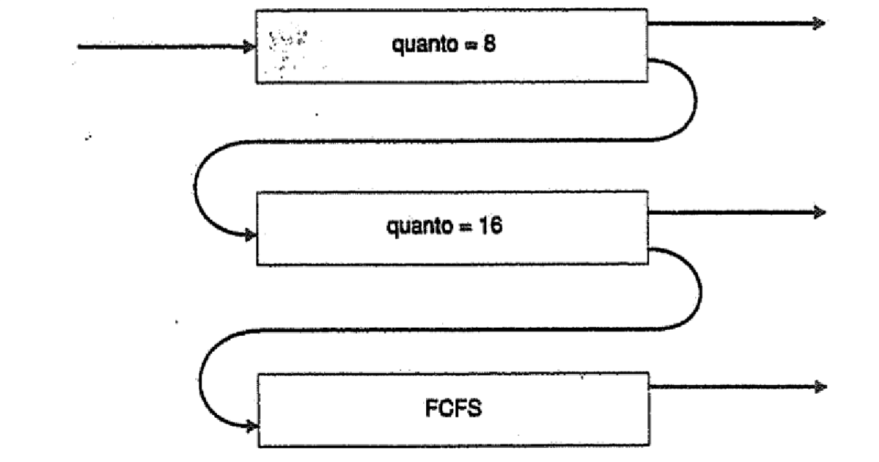 quanto = 8
quanto = 16
FCFS